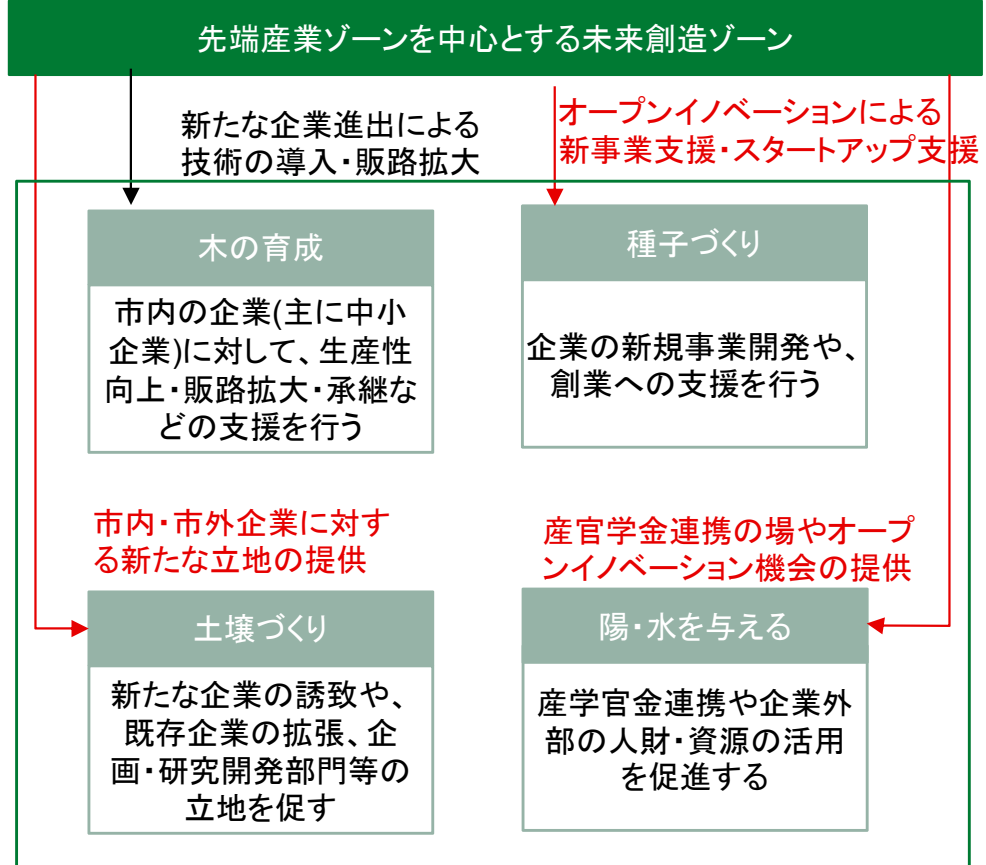 先端産業ゾーンを中心とする未来創造ゾーン
新たな企業進出による
技術の導入・販路拡大
オープンイノベーションによる
新事業支援・スタートアップ支援
木の育成
市内の企業(主に中小
企業)に対して、生産性
向上・販路拡大・承継な
どの支援を行う
種子づくり
企業の新規事業開発や、
創業への支援を行う
市内・市外企業に対す
る新たな立地の提供
産官学金連携の場やオープ
ンイノベーション機会の提供
土壌づくり
新たな企業の誘致や、
既存企業の拡張、企
画・研究開発部門等の
立地を促す
陽・水を与える
産学官金連携や企業外
部の人財・資源の活用
を促進する